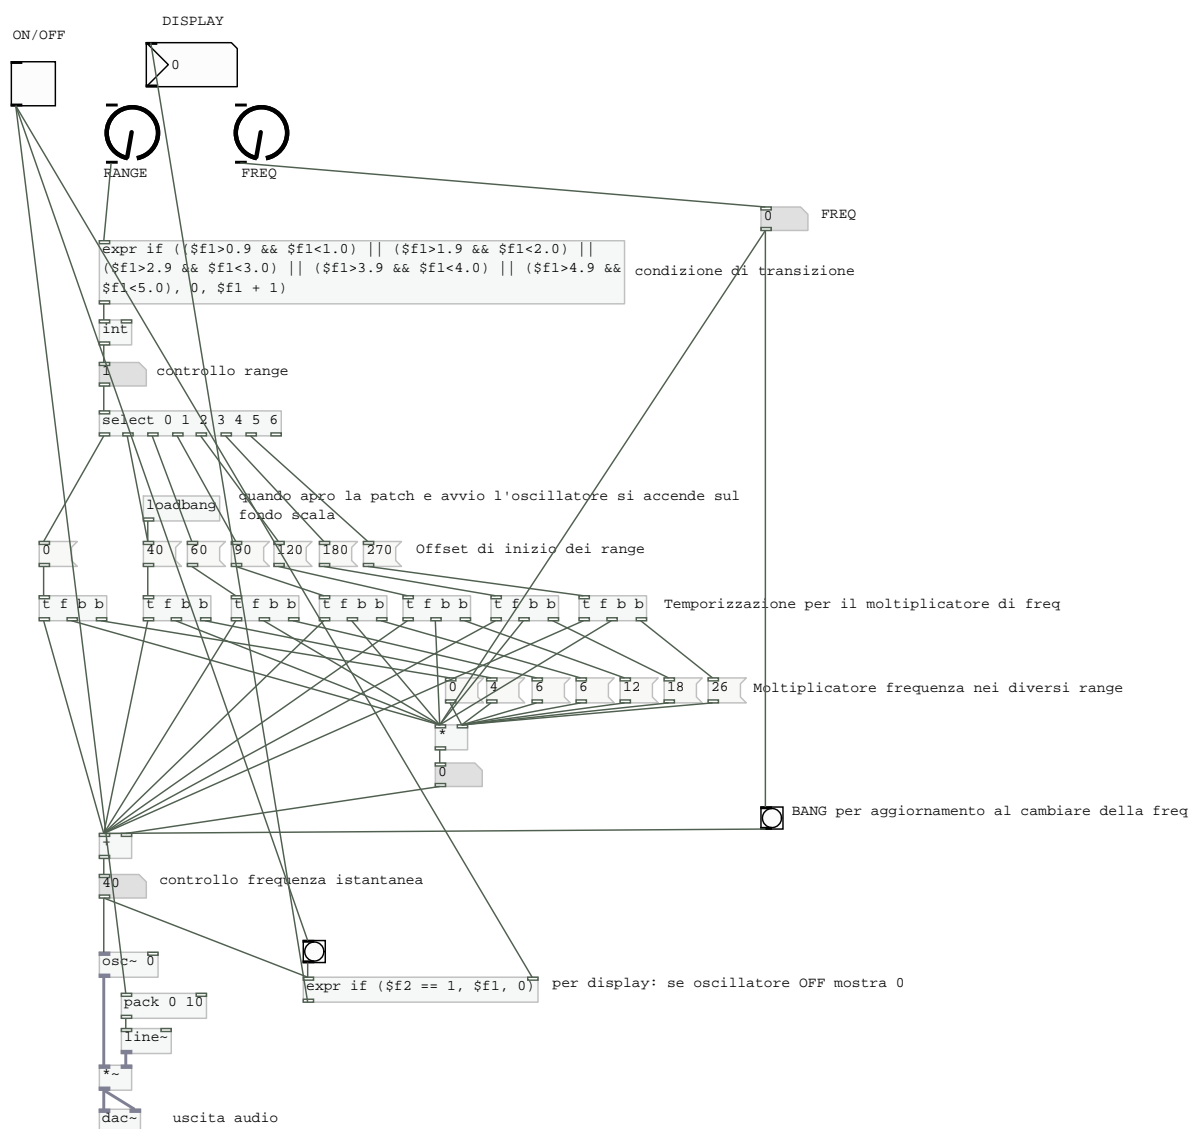 DISPLAY
ON/OFF
0
RANGE
FREQ
0
FREQ
expr if (($f1>0.9 && $f1<1.0) || ($f1>1.9 && $f1<2.0) ||
($f1>2.9 && $f1<3.0) || ($f1>3.9 && $f1<4.0) || ($f1>4.9 &&
$f1<5.0), 0, $f1 + 1)
condizione di transizione
int
1
controllo range
select 0 1 2 3 4 5 6
loadbang
quando apro la patch e avvio l'oscillatore si accende sul
fondo scala
0
40
60
90
120
180
270
Offset di inizio dei range
t f b b
t f b b
t f b b
t f b b
t f b b
t f b b
t f b b
Temporizzazione per il moltiplicatore di freq
0
4
6
6
12
18
26
Moltiplicatore frequenza nei diversi range
*
0
BANG per aggiornamento al cambiare della freq
+
40
controllo frequenza istantanea
osc~ 0
expr if ($f2 == 1, $f1, 0)
per display: se oscillatore OFF mostra 0
pack 0 10
line~
*~
dac~
uscita audio